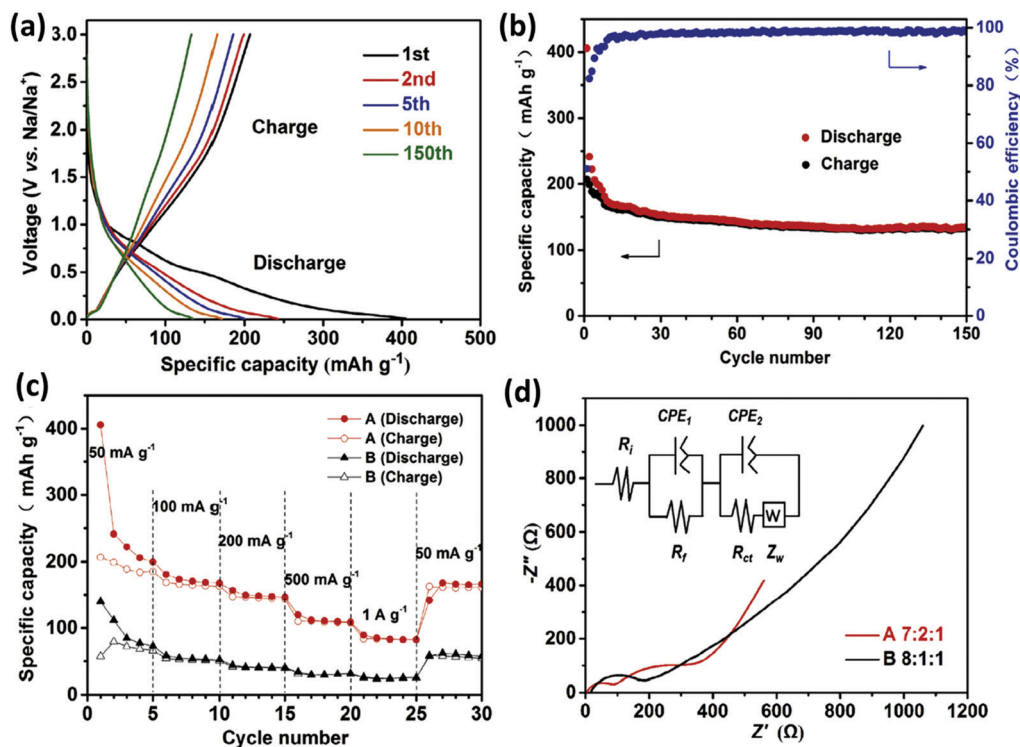 (a)
3.0
2.5
2.0
1.5
1.0
0.5
0.0
Voltage (V vs. Na/Na⁺)
1st
2nd
5th
10th
150th
Charge
Discharge
0 100 200 300 400 500
Specific capacity (mAh g⁻¹)
(b)
400
300
200
100
0
Specific capacity（ mAh g⁻¹)
Discharge
Charge
100
80
60
40
20
0
Coulombic efficiency (%)
0 30 60 90 120 150
Cycle number
(c)
400
300
200
100
0
Specific capacity（ mAh g⁻¹)
A (Discharge)
A (Charge)
B (Discharge)
B (Charge)
50 mA g⁻¹
100 mA g⁻¹
200 mA g⁻¹
500 mA g⁻¹
1 A g⁻¹
50 mA g⁻¹
0 5 10 15 20 25 30
Cycle number
(d)
1000
800
600
400
200
0
-Z″ (Ω)
CPE₁
CPE₂
Rᵢ
W
R_f
R_ct
Z_w
A 7:2:1
B 8:1:1
0 200 400 600 800 1000 1200
Z′ (Ω)